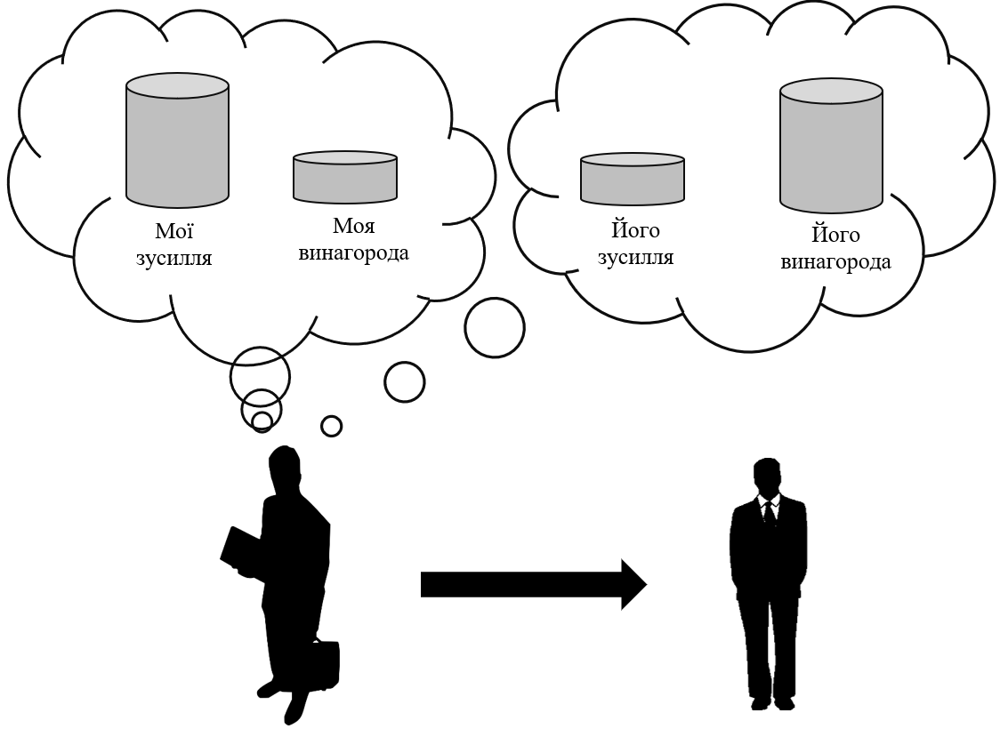 Мої
зусилля
Моя
винагорода
Його
зусилля
Його
винагорода